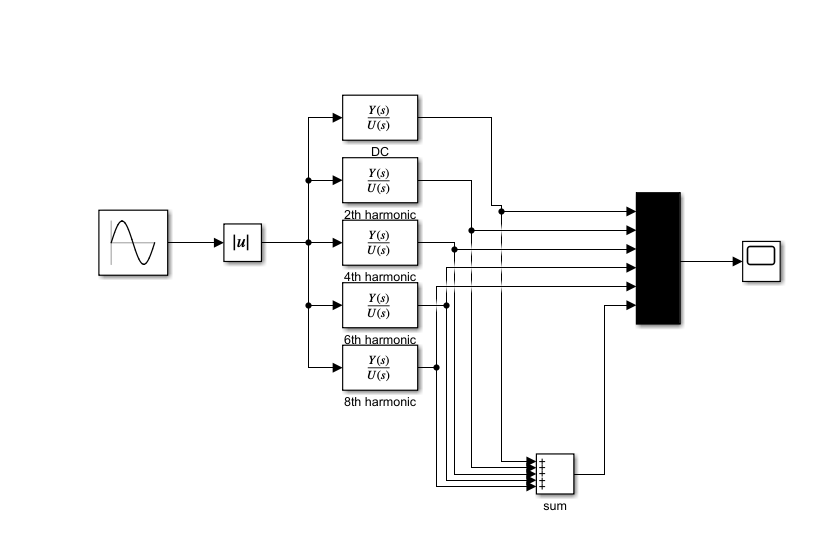 |u|
Y(s)
U(s)
DC
Y(s)
U(s)
2th harmonic
Y(s)
U(s)
4th harmonic
Y(s)
U(s)
6th harmonic
Y(s)
U(s)
8th harmonic
+
+
+
+
+
sum